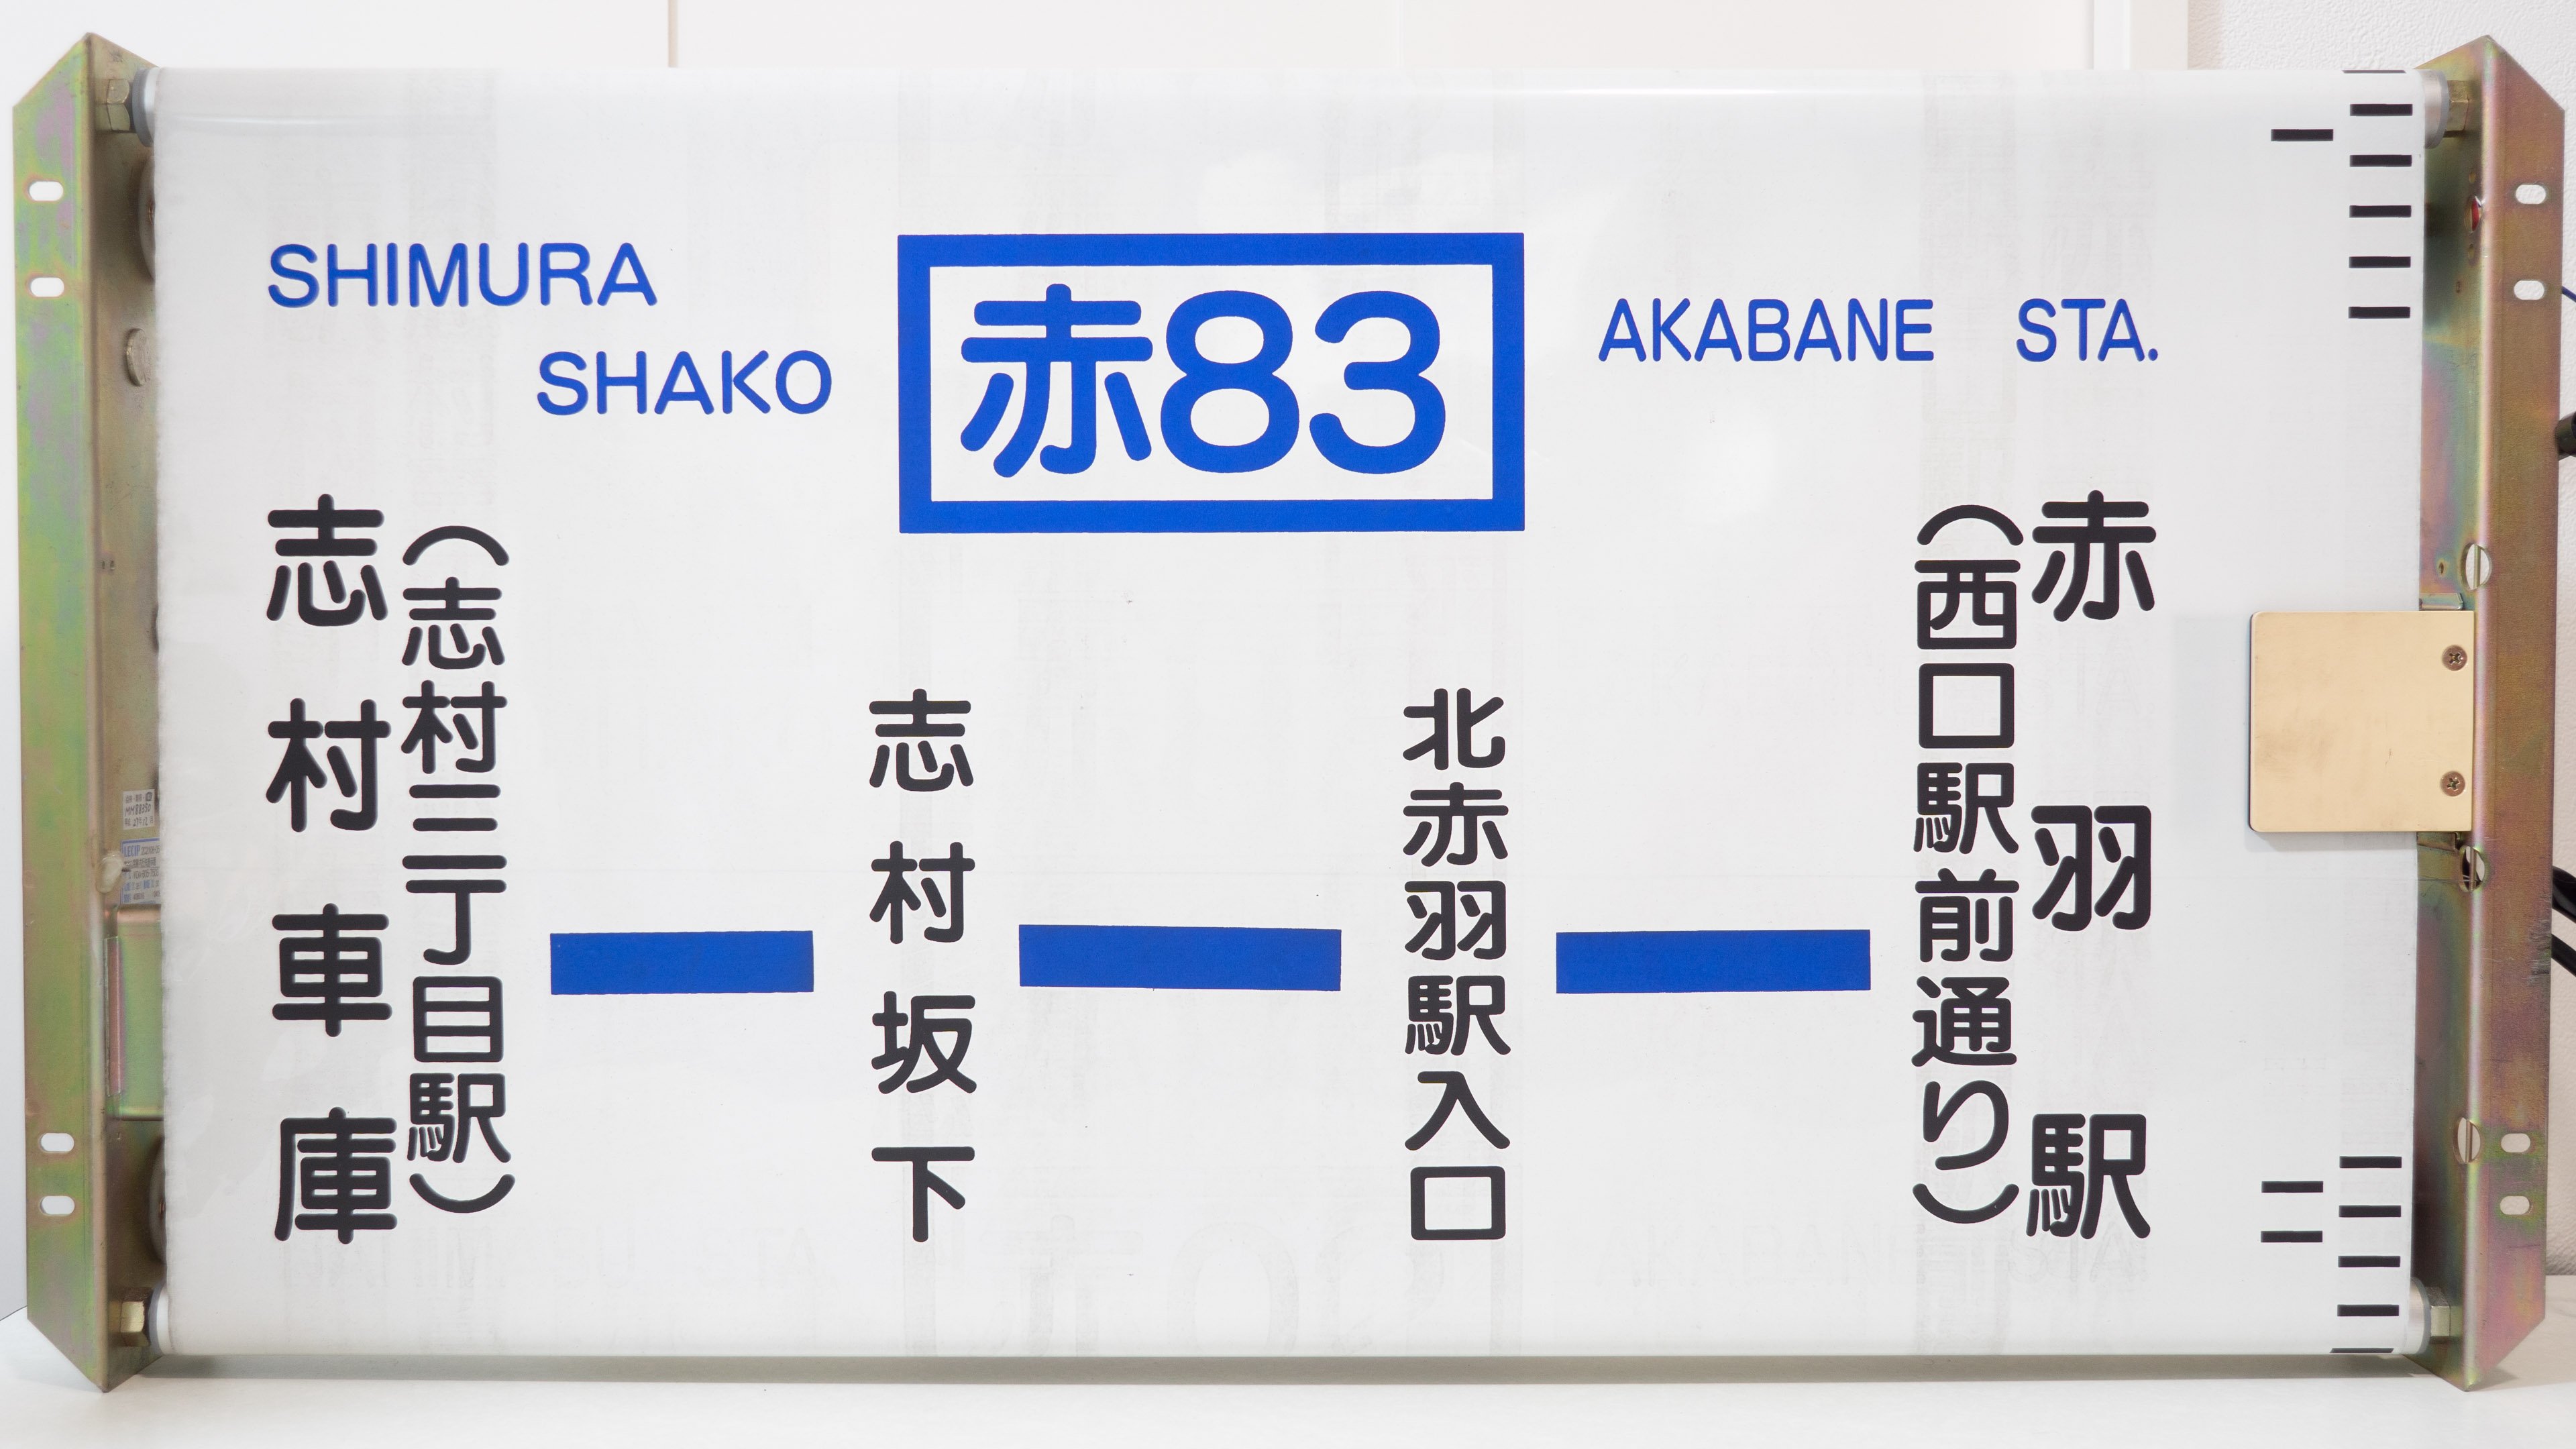 SHIMURA
SHAKO
赤83
AKABANE STA.
志村車庫
(志村三丁目駅)
志村坂下
北赤羽駅入口
赤羽駅
(西口駅前通り)